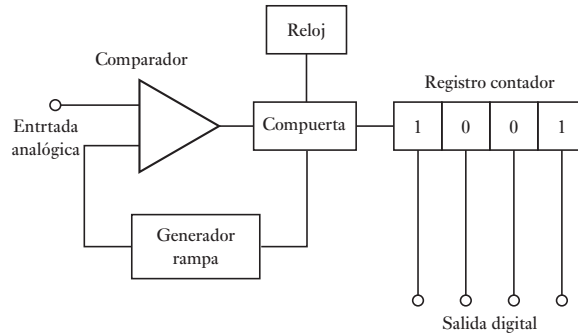 Reloj
Comparador
Registro contador
Entrtada
analógica
Compuerta
1 0 0 1
Generador
rampa
Salida digital